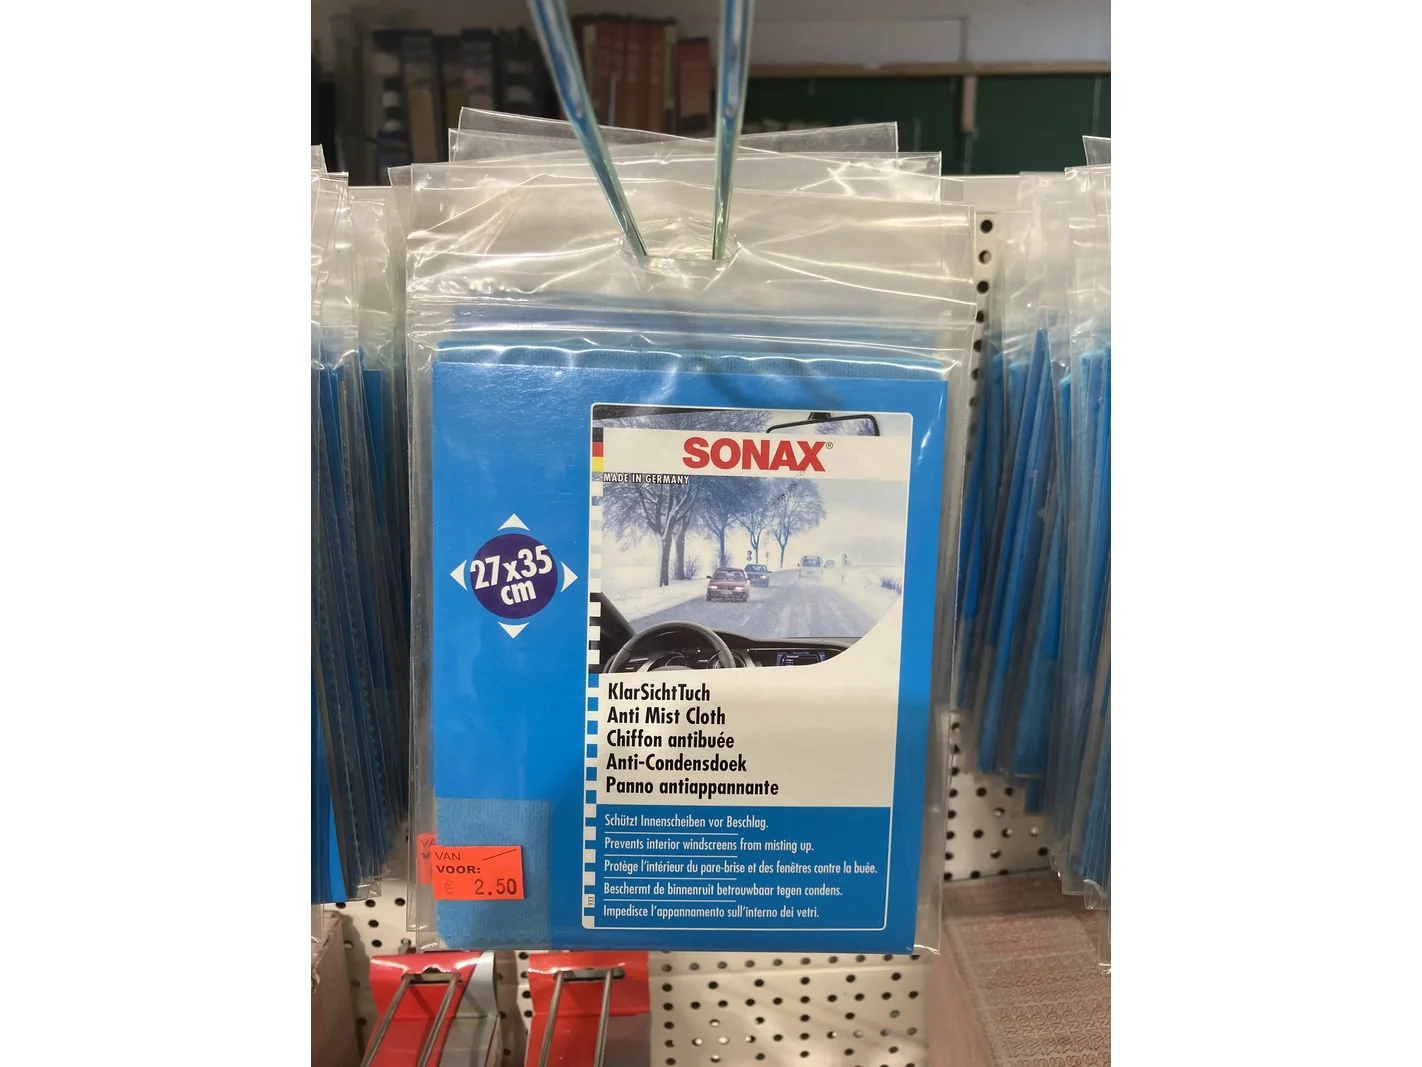 SONAX®
MADE IN GERMANY
27x35
cm
KlarSichtTuch
Anti Mist Cloth
Chiffon antibuée
Anti-Condensdoek
Panno antiappannante
Schützt Innenscheiben vor Beschlag.
Prevents interior windscreens from misting up.
Protège l'intérieur du pare-brise et des fenêtres contre la buée.
Beschermt de binnenruit betrouwbaar tegen condens.
Impedisce l'appannamento sull'interno dei vetri.
933
VAN
VOOR:
€ 2.50